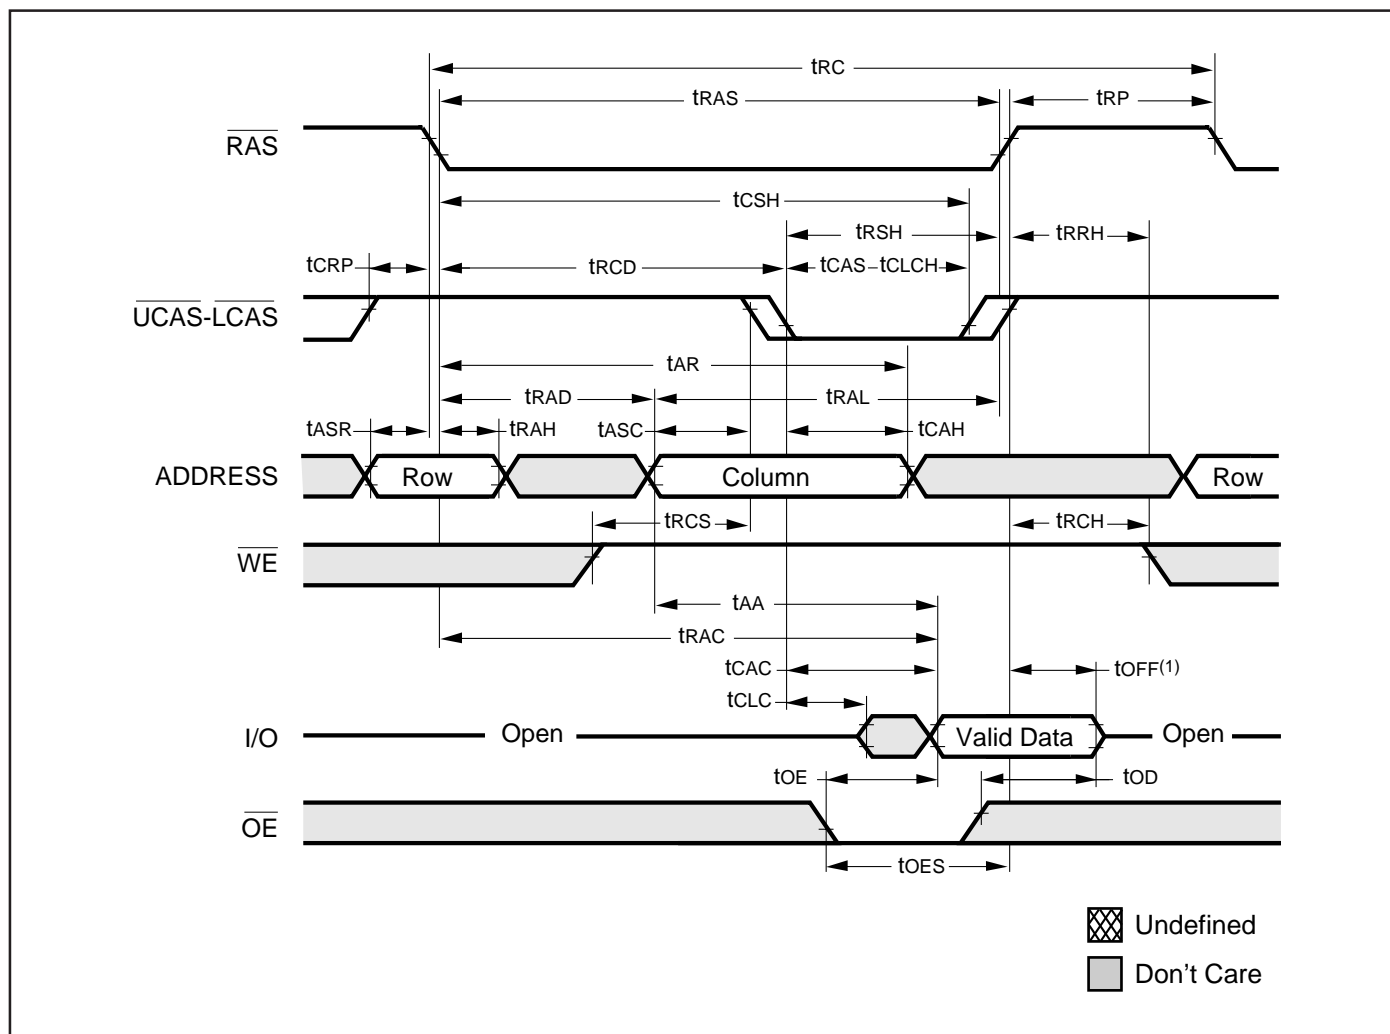 tRC
tRAS tRP
RAS
tCSH
tRSH tRRH
tCRP tRCD tCAS tCLCH
UCAS-LCAS
tAR
tRAD tRAL
tASR tRAH tASC tCAH
ADDRESS Row Column Row
tRCS tRCH
WE
tAA
tRAC
tCAC tOFF(1)
tCLC
I/O Open Valid Data Open
tOE tOD
OE
tOES
Undefined
Don't Care